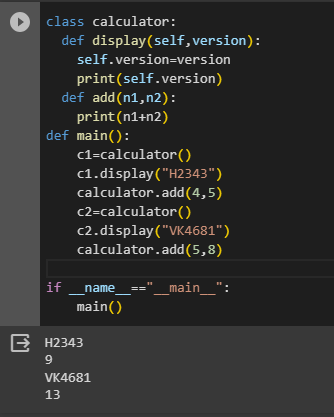 class calculator:
  def display(self,version):
    self.version=version
    print(self.version)
  def add(n1,n2):
    print(n1+n2)
def main():
    c1=calculator()
    c1.display("H2343")
    calculator.add(4,5)
    c2=calculator()
    c2.display("VK4681")
    calculator.add(5,8)

if __name__=="__main__":
    main()
H2343
9
VK4681
13